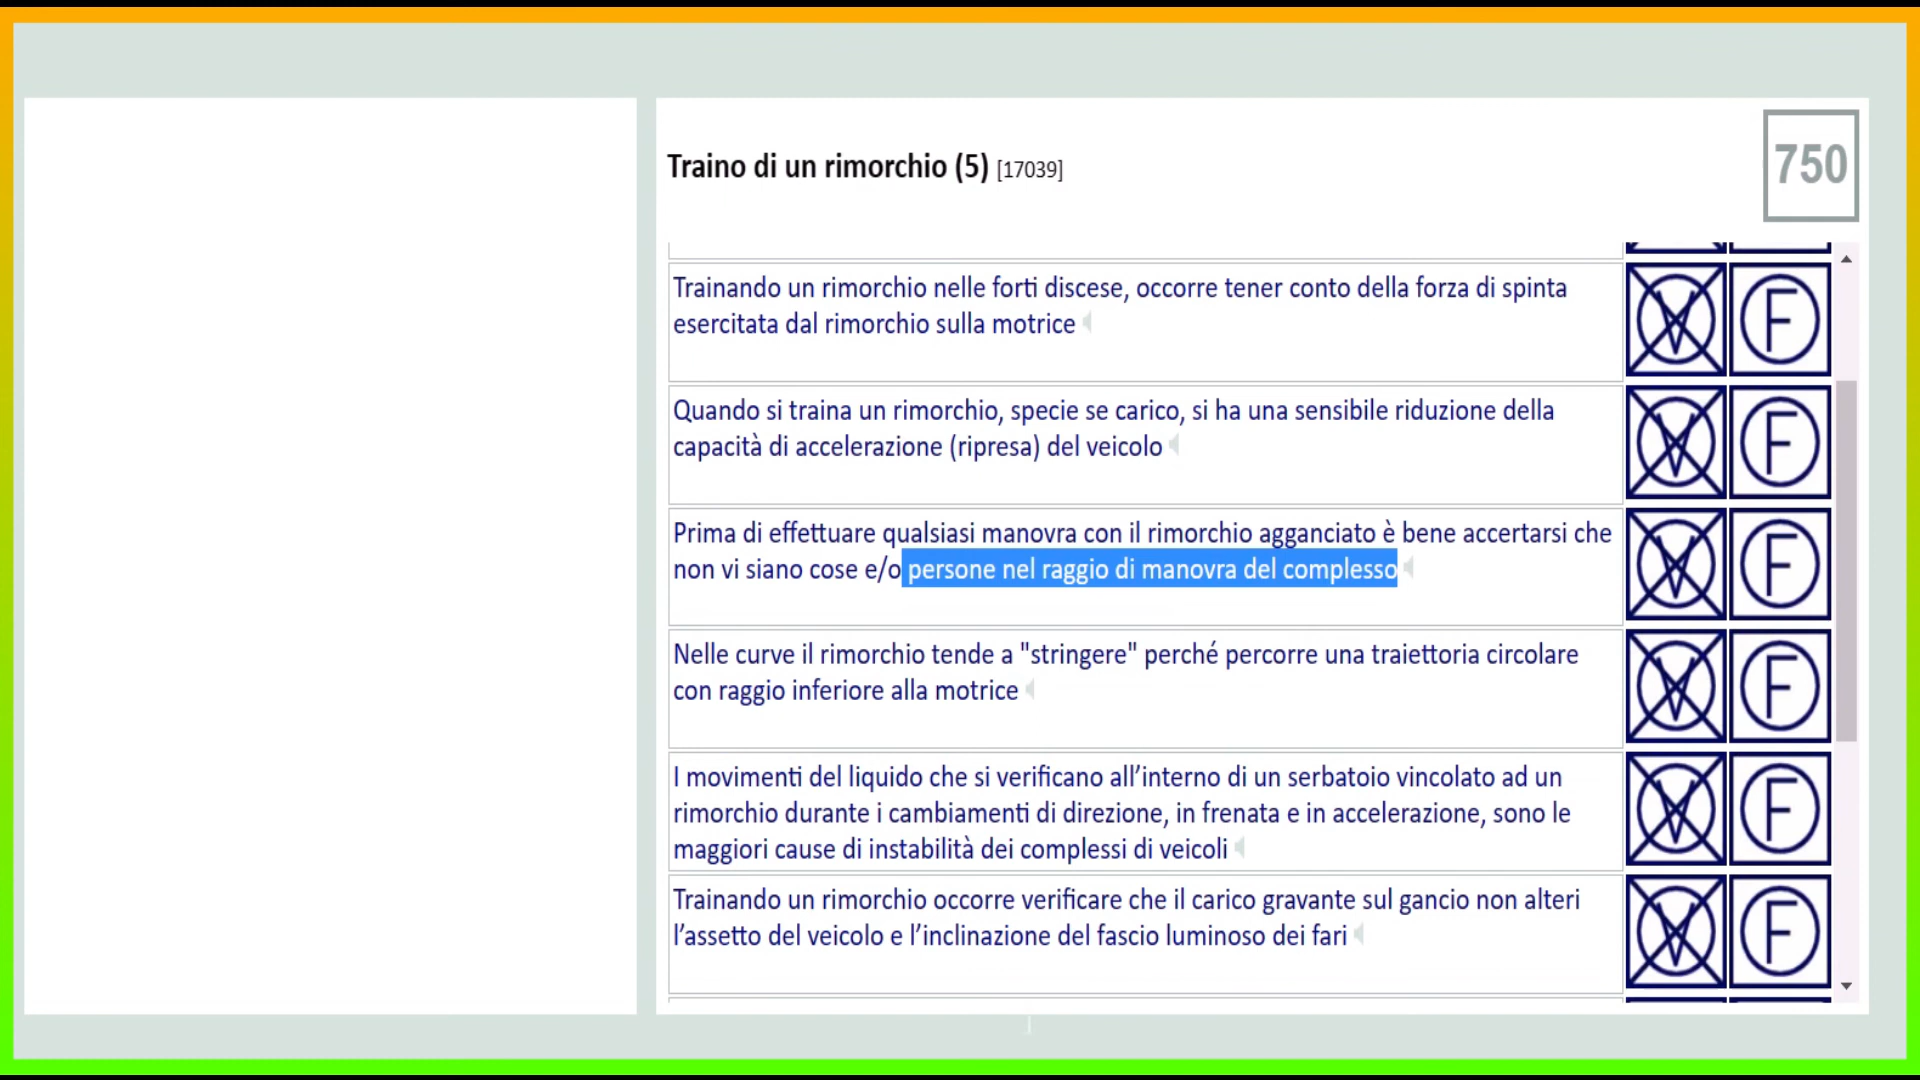 Traino di un rimorchio (5) [17039]
750
Trainando un rimorchio nelle forti discese, occorre tener conto della forza di spinta
esercitata dal rimorchio sulla motrice
V F
Quando si traina un rimorchio, specie se carico, si ha una sensibile riduzione della
capacità di accelerazione (ripresa) del veicolo
V F
Prima di effettuare qualsiasi manovra con il rimorchio agganciato è bene accertarsi che
non vi siano cose e/o persone nel raggio di manovra del complesso
V F
Nelle curve il rimorchio tende a "stringere" perché percorre una traiettoria circolare
con raggio inferiore alla motrice
V F
I movimenti del liquido che si verificano all’interno di un serbatoio vincolato ad un
rimorchio durante i cambiamenti di direzione, in frenata e in accelerazione, sono le
maggiori cause di instabilità dei complessi di veicoli
V F
Trainando un rimorchio occorre verificare che il carico gravante sul gancio non alteri
l’assetto del veicolo e l’inclinazione del fascio luminoso dei fari
V F